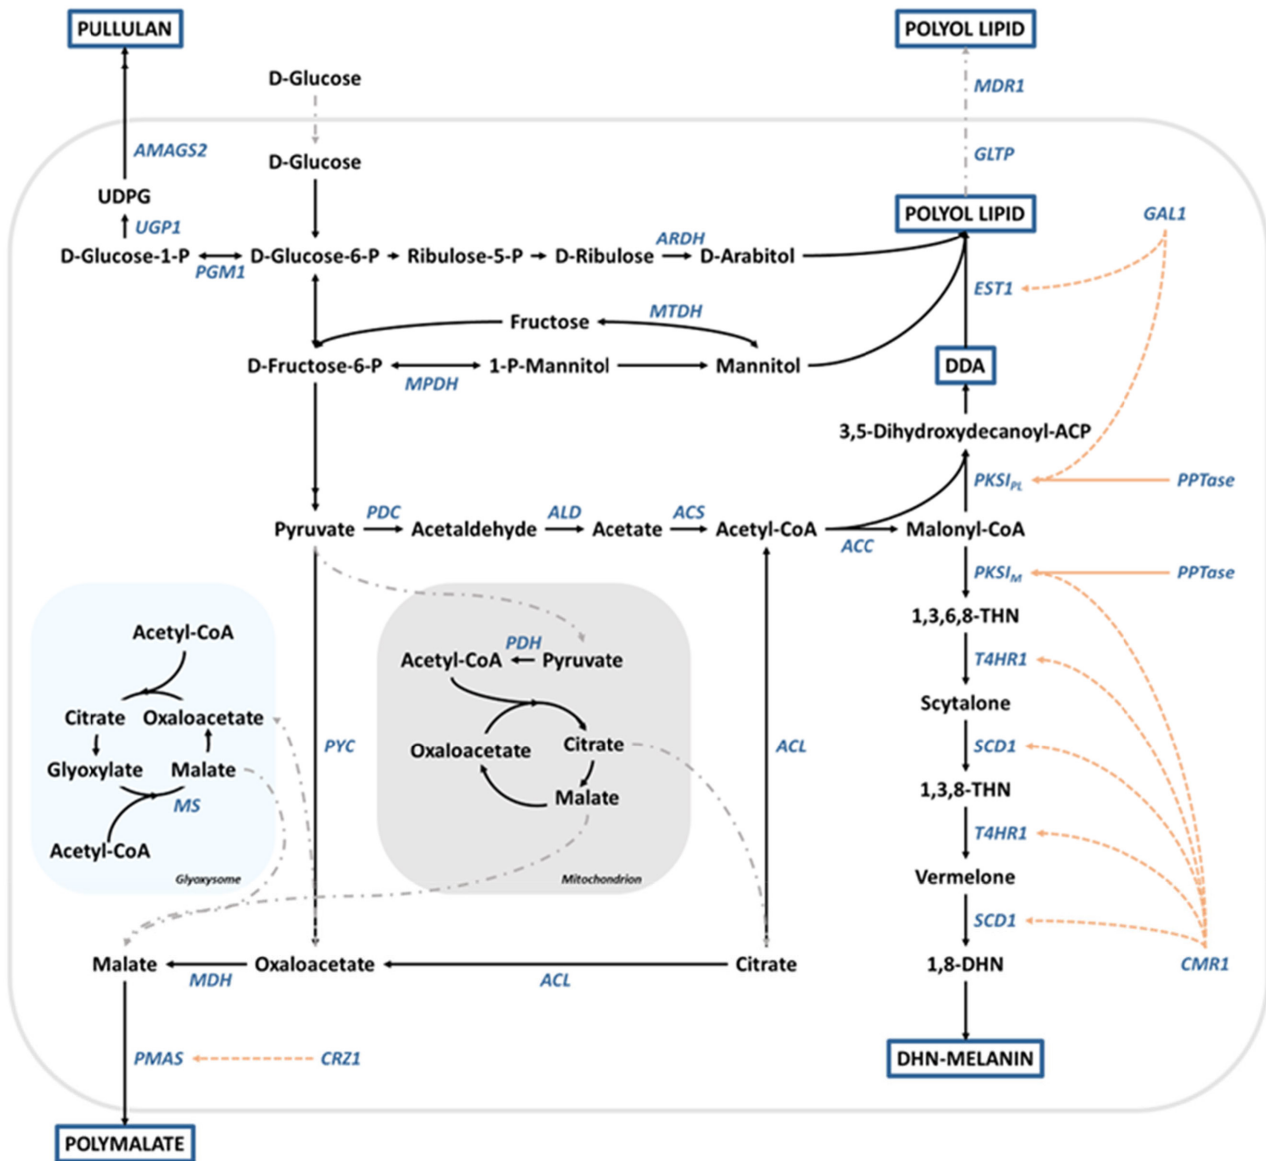 PULLULAN
POLYOL LIPID
D-Glucose
MDR1
AMAGS2
D-Glucose
GLTP
UDPG
POLYOL LIPID
GAL1
UGP1
ARDH
D-Glucose-1-P
D-Glucose-6-P
Ribulose-5-P
D-Ribulose
D-Arabitol
PGM1
EST1
MTDH
Fructose
D-Fructose-6-P
1-P-Mannitol
Mannitol
DDA
MPDH
3,5-Dihydroxydecanoyl-ACP
PKSI_PL
PPTase
PDC
ALD
ACS
Pyruvate
Acetaldehyde
Acetate
Acetyl-CoA
Malonyl-CoA
ACC
PKSI_M
PPTase
1,3,6,8-THN
Acetyl-CoA
PDH
Acetyl-CoA
Pyruvate
T4HR1
Scytalone
Citrate
Oxaloacetate
Oxaloacetate
Citrate
PYC
ACL
SCD1
Glyoxylate
Malate
Malate
1,3,8-THN
MS
T4HR1
Acetyl-CoA
Glyoxysome
Mitochondrion
Vermelone
SCD1
Malate
Oxaloacetate
Citrate
1,8-DHN
CMR1
MDH
ACL
PMAS
CRZ1
DHN-MELANIN
POLYMALATE